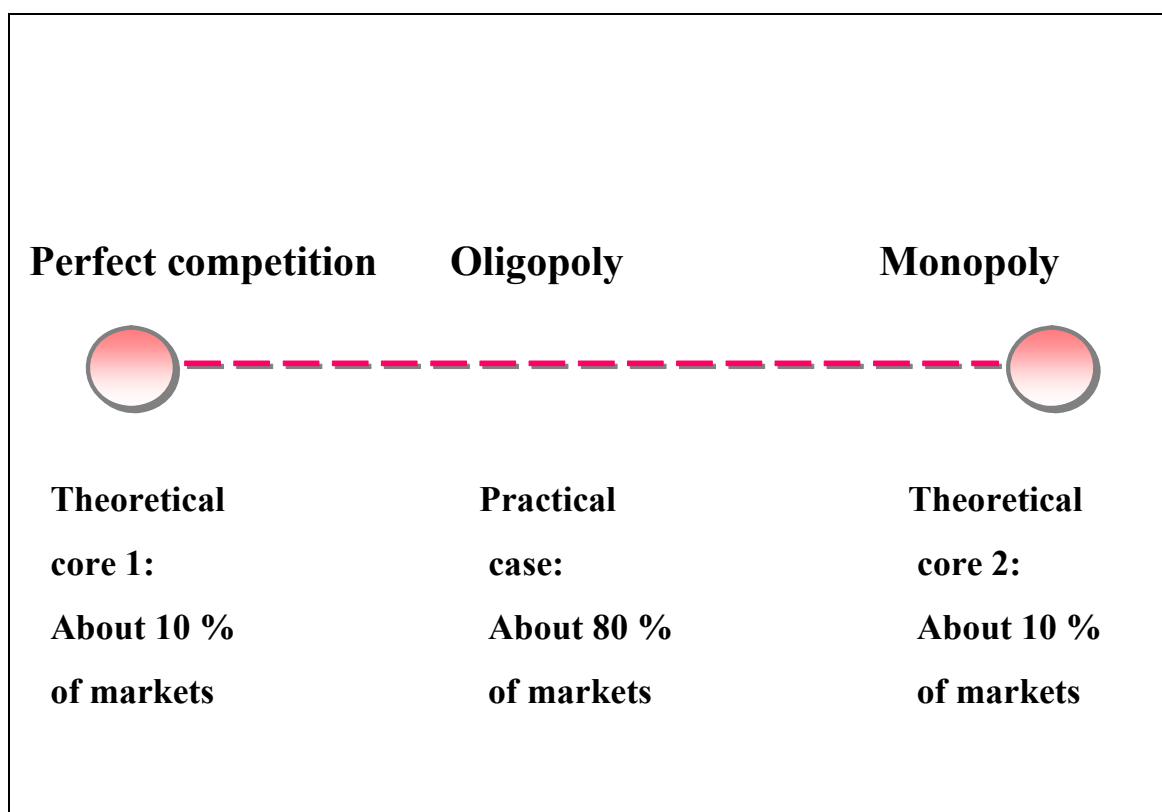 Perfect competition
Oligopoly
Monopoly
Theoretical
core 1:
About 10 %
of markets
Practical
case:
About 80 %
of markets
Theoretical
core 2:
About 10 %
of markets